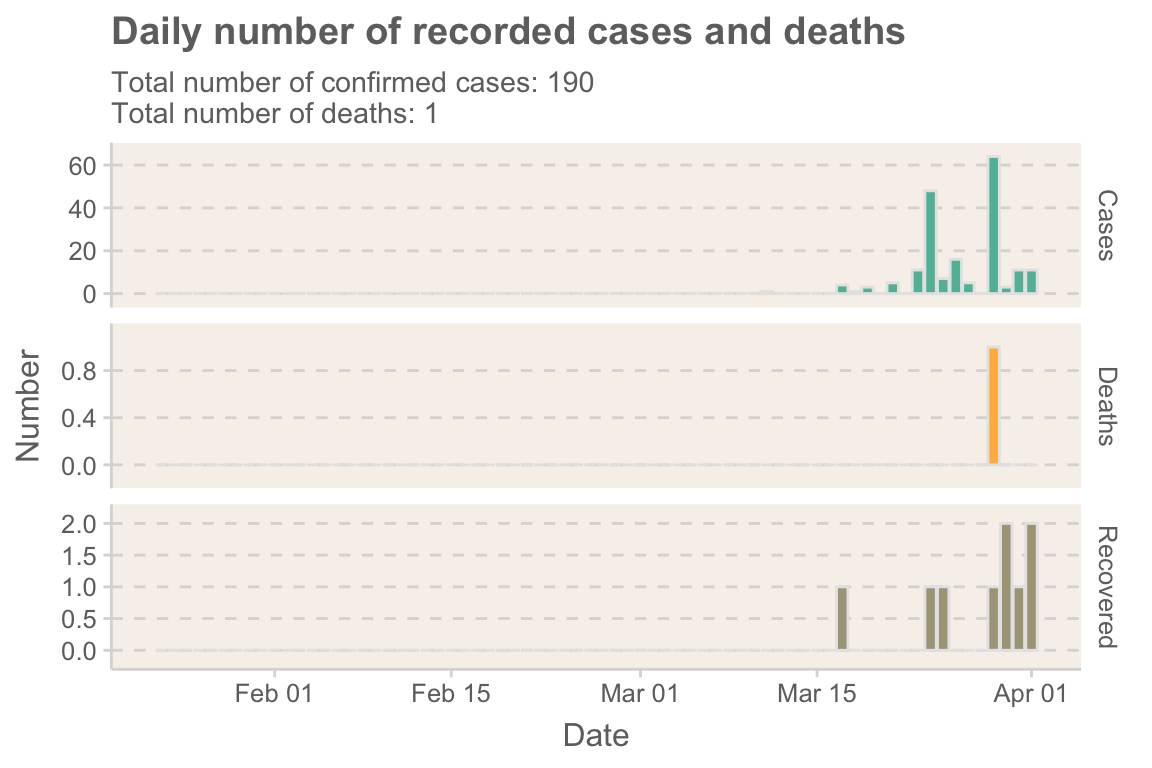 Daily number of recorded cases and deaths
Total number of confirmed cases: 190
Total number of deaths: 1
60
40
20
0
Cases
0.8
0.4
0.0
Deaths
2.0
1.5
1.0
0.5
0.0
Recovered
Number
Feb 01 Feb 15 Mar 01 Mar 15 Apr 01
Date